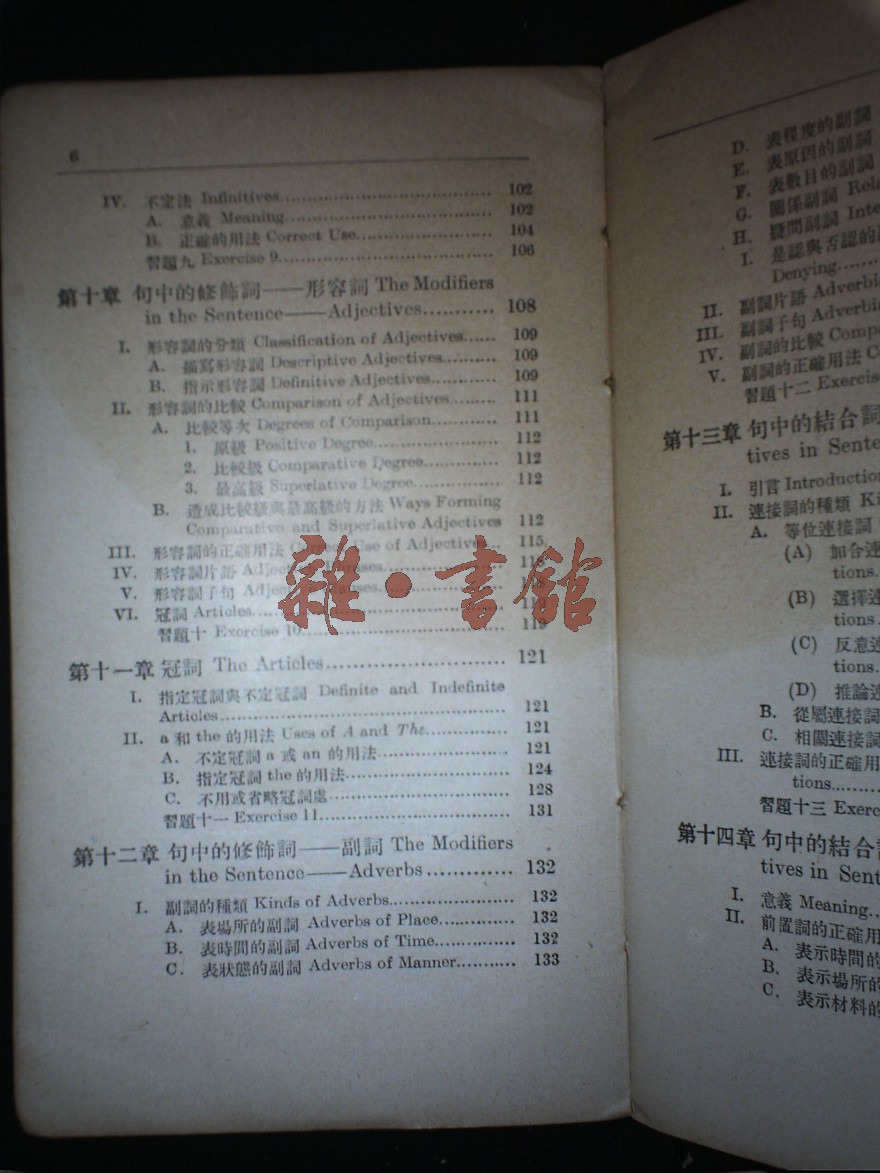 6
IV. 不定法 Infinitives 102
A. 意義 Meaning 102
B. 正確的用法 Correct Use 104
習題九 Exercise 9 106
第十章 句中的修飾詞——形容詞 The Modifiers
in the Sentence——Adjectives 108
I. 形容詞的分類 Classification of Adjectives 109
A. 描寫形容詞 Descriptive Adjectives 109
B. 指示形容詞 Definitive Adjectives 109
II. 形容詞的比較 Comparison of Adjectives 111
A. 比較等次 Degrees of Comparison 111
1. 原級 Positive Degree 112
2. 比較級 Comparative Degree 112
3. 最高級 Superlative Degree 112
B. 造成比較級與最高級的方法 Ways Forming
Comparative and Superlative Adjectives 112
III. 形容詞的正確用法 Correct Use of Adjectives 115
IV. 形容詞片語 118
V. 形容詞子句
VI. 冠詞 Articles
習題十 Exercise 10 119
雜·書館
第十一章 冠詞 The Articles 121
I. 指定冠詞與不定冠詞 Definite and Indefinite
Articles 121
II. a 和 the 的用法 Uses of A and The 121
A. 不定冠詞 a 或 an 的用法 121
B. 指定冠詞 the 的用法 124
C. 不用或省略冠詞處 128
習題十一 Exercise 11 131
第十二章 句中的修飾詞——副詞 The Modifiers
in the Sentence——Adverbs 132
I. 副詞的種類 Kinds of Adverbs 132
A. 表場所的副詞 Adverbs of Place 132
B. 表時間的副詞 Adverbs of Time 132
C. 表狀態的副詞 Adverbs of Manner 133
D. 表程度的副詞
E. 表原因的副詞
F. 表數目的副詞
G. 關係副詞 Rela
H. 疑問副詞 Inte
I. 是認與否認的
Denying
II. 副詞片語 Adverbia
III. 副詞子句 Adverbia
IV. 副詞的比較 Compa
V. 副詞的正確用法 Co
習題十二 Exercise
第十三章 句中的結合詞
tives in Sente
I. 引言 Introduction
II. 連接詞的種類 Ki
A. 等位連接詞
(A) 加合連
tions
(B) 選擇連
tions
(C) 反意連
tions
(D) 推論連
B. 從屬連接詞
C. 相關連接詞
III. 連接詞的正確用
tions
習題十三 Exerc
第十四章 句中的結合
tives in Sent
I. 意義 Meaning
II. 前置詞的正確用
A. 表示時間的
B. 表示場所的
C. 表示材料的